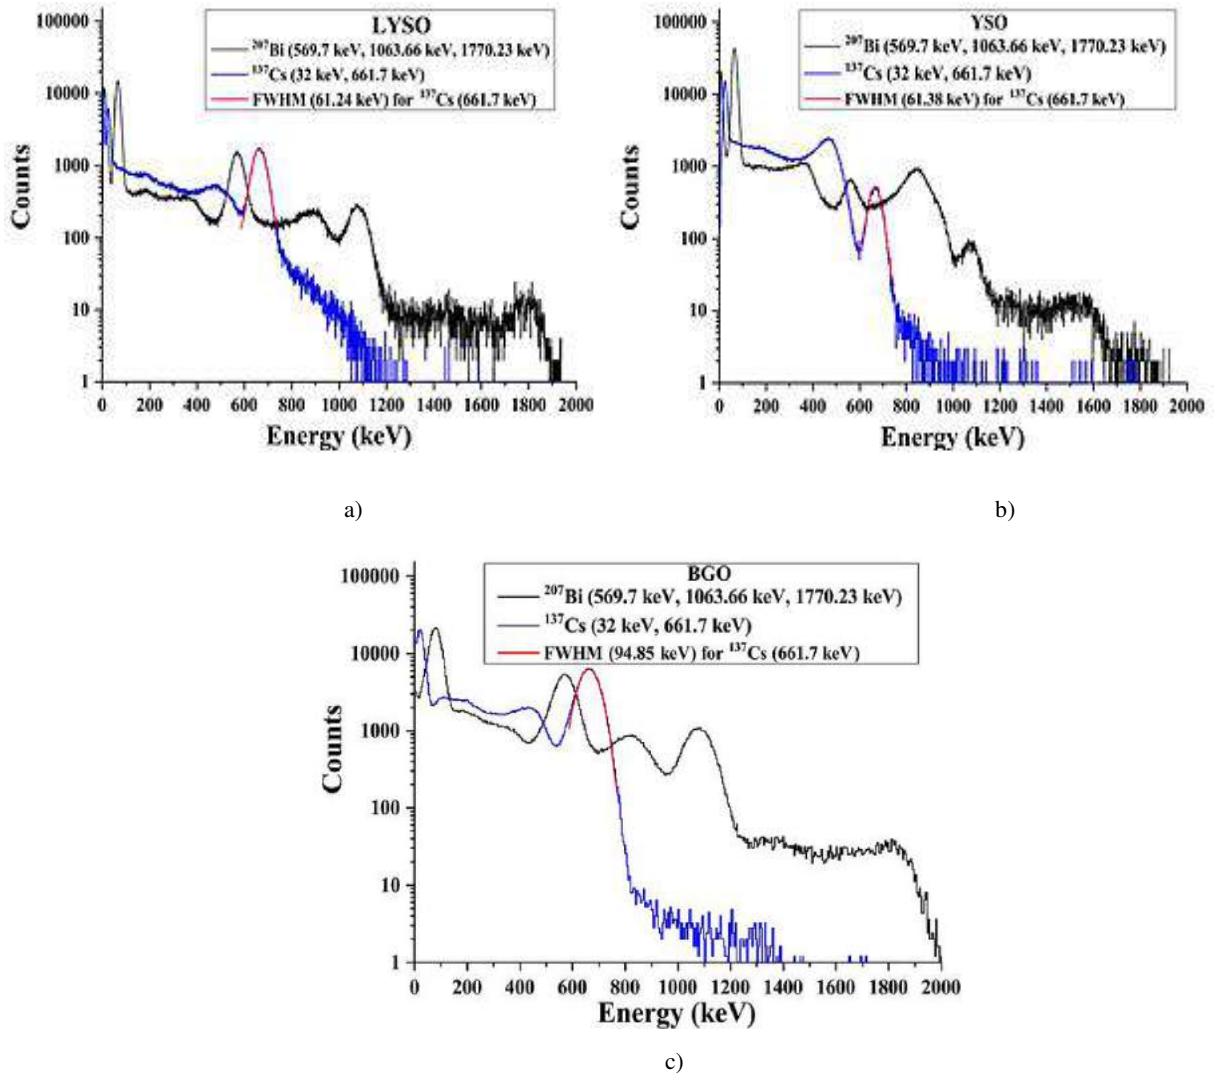 LYSO
²⁰⁷Bi (569.7 keV, 1063.66 keV, 1770.23 keV)
¹³⁷Cs (32 keV, 661.7 keV)
FWHM (61.24 keV) for ¹³⁷Cs (661.7 keV)
100000
10000
1000
100
10
1
Counts
0 200 400 600 800 1000 1200 1400 1600 1800 2000
Energy (keV)
a)
YSO
²⁰⁷Bi (569.7 keV, 1063.66 keV, 1770.23 keV)
¹³⁷Cs (32 keV, 661.7 keV)
FWHM (61.38 keV) for ¹³⁷Cs (661.7 keV)
100000
10000
1000
100
10
1
Counts
0 200 400 600 800 1000 1200 1400 1600 1800 2000
Energy (keV)
b)
BGO
²⁰⁷Bi (569.7 keV, 1063.66 keV, 1770.23 keV)
¹³⁷Cs (32 keV, 661.7 keV)
FWHM (94.85 keV) for ¹³⁷Cs (661.7 keV)
100000
10000
1000
100
10
1
Counts
0 200 400 600 800 1000 1200 1400 1600 1800 2000
Energy (keV)
c)